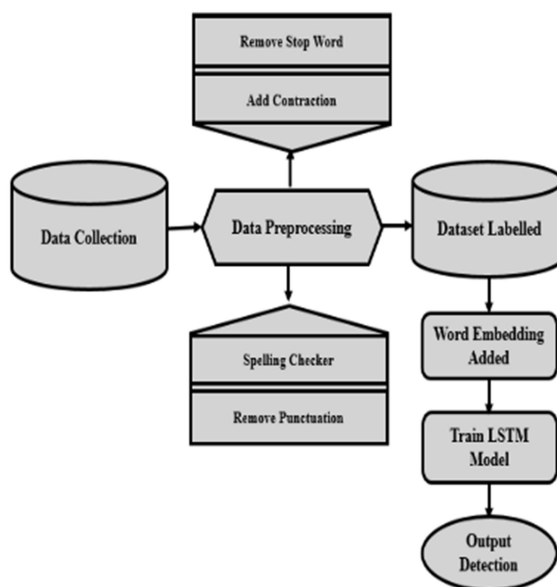 Remove Stop Word
Add Contraction
Data Collection
Data Preprocessing
Dataset Labelled
Spelling Checker
Remove Punctuation
Word Embedding
Added
Train LSTM
Model
Output
Detection